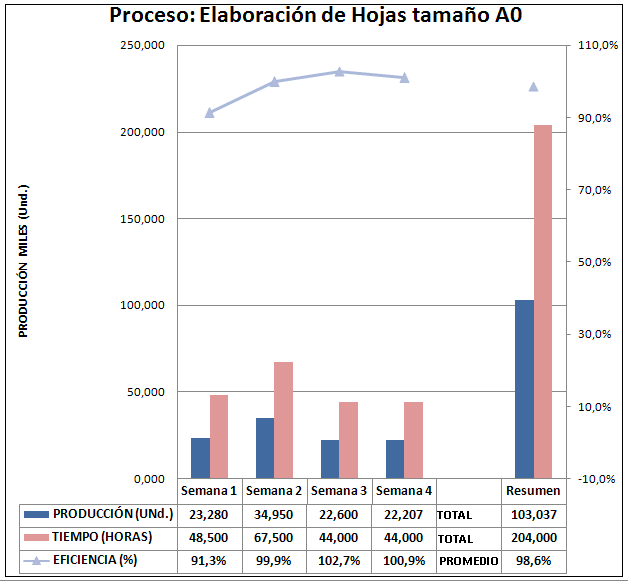 Proceso: Elaboración de Hojas tamaño A0
250,000
200,000
150,000
100,000
50,000
0,000
PRODUCCIÓN MILES (Und.)
110,0%
90,0%
70,0%
50,0%
30,0%
10,0%
-10,0%
Semana 1 Semana 2 Semana 3 Semana 4 Resumen
PRODUCCIÓN (UNd.) 23,280 34,950 22,600 22,207 TOTAL 103,037
TIEMPO (HORAS) 48,500 67,500 44,000 44,000 TOTAL 204,000
EFICIENCIA (%) 91,3% 99,9% 102,7% 100,9% PROMEDIO 98,6%